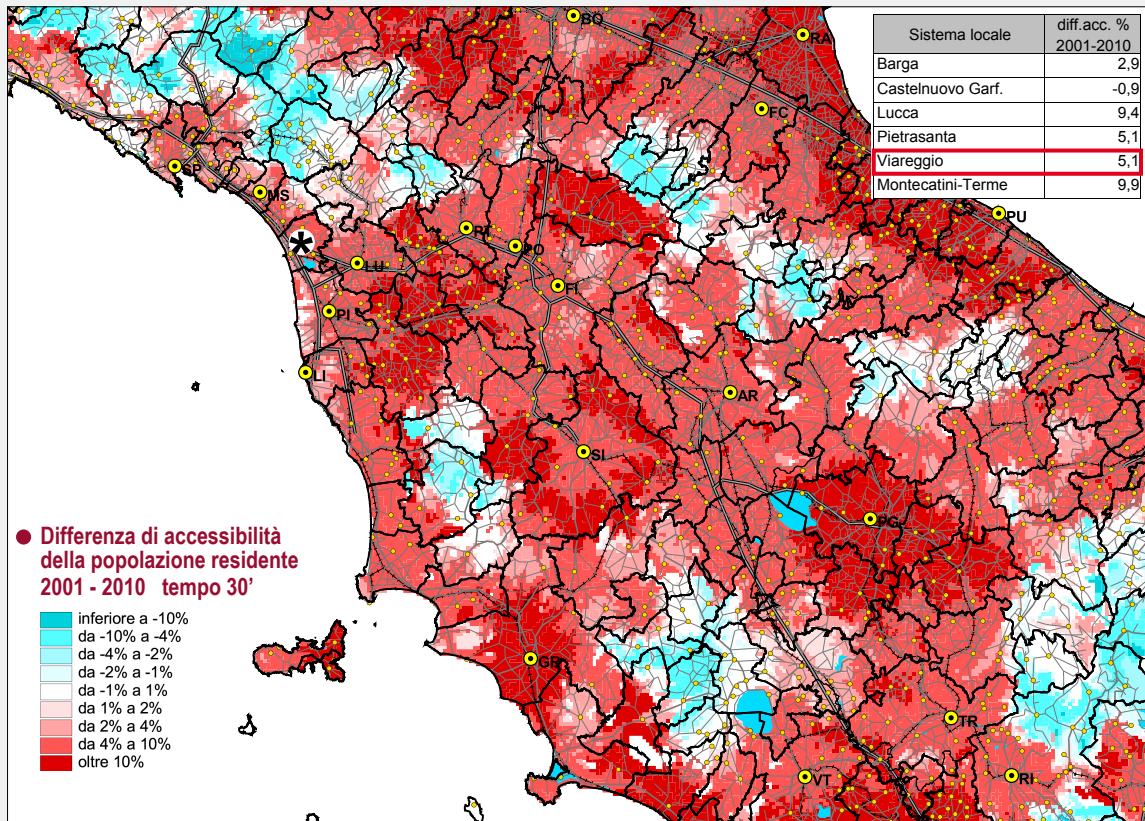 Sistema locale diff.acc. % 2001-2010
Barga 2,9
Castelnuovo Garf. -0,9
Lucca 9,4
Pietrasanta 5,1
Viareggio 5,1
Montecatini-Terme 9,9
BO
RA
FC
SP
MS
PU
*
PT
PO
LU
FI
PI
LI
AR
SI
PG
GR
TR
VT
RI
● Differenza di accessibilità
della popolazione residente
2001 - 2010 tempo 30’
inferiore a -10%
da -10% a -4%
da -4% a -2%
da -2% a -1%
da -1% a 1%
da 1% a 2%
da 2% a 4%
da 4% a 10%
oltre 10%